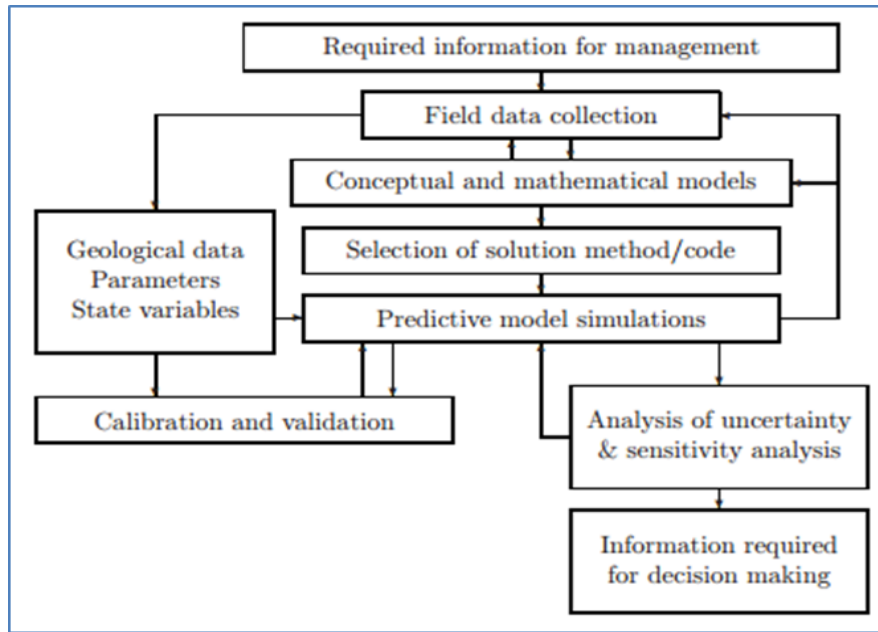 Required information for management
Field data collection
Conceptual and mathematical models
Geological data
Parameters
State variables
Selection of solution method/code
Predictive model simulations
Calibration and validation
Analysis of uncertainty
& sensitivity analysis
Information required
for decision making